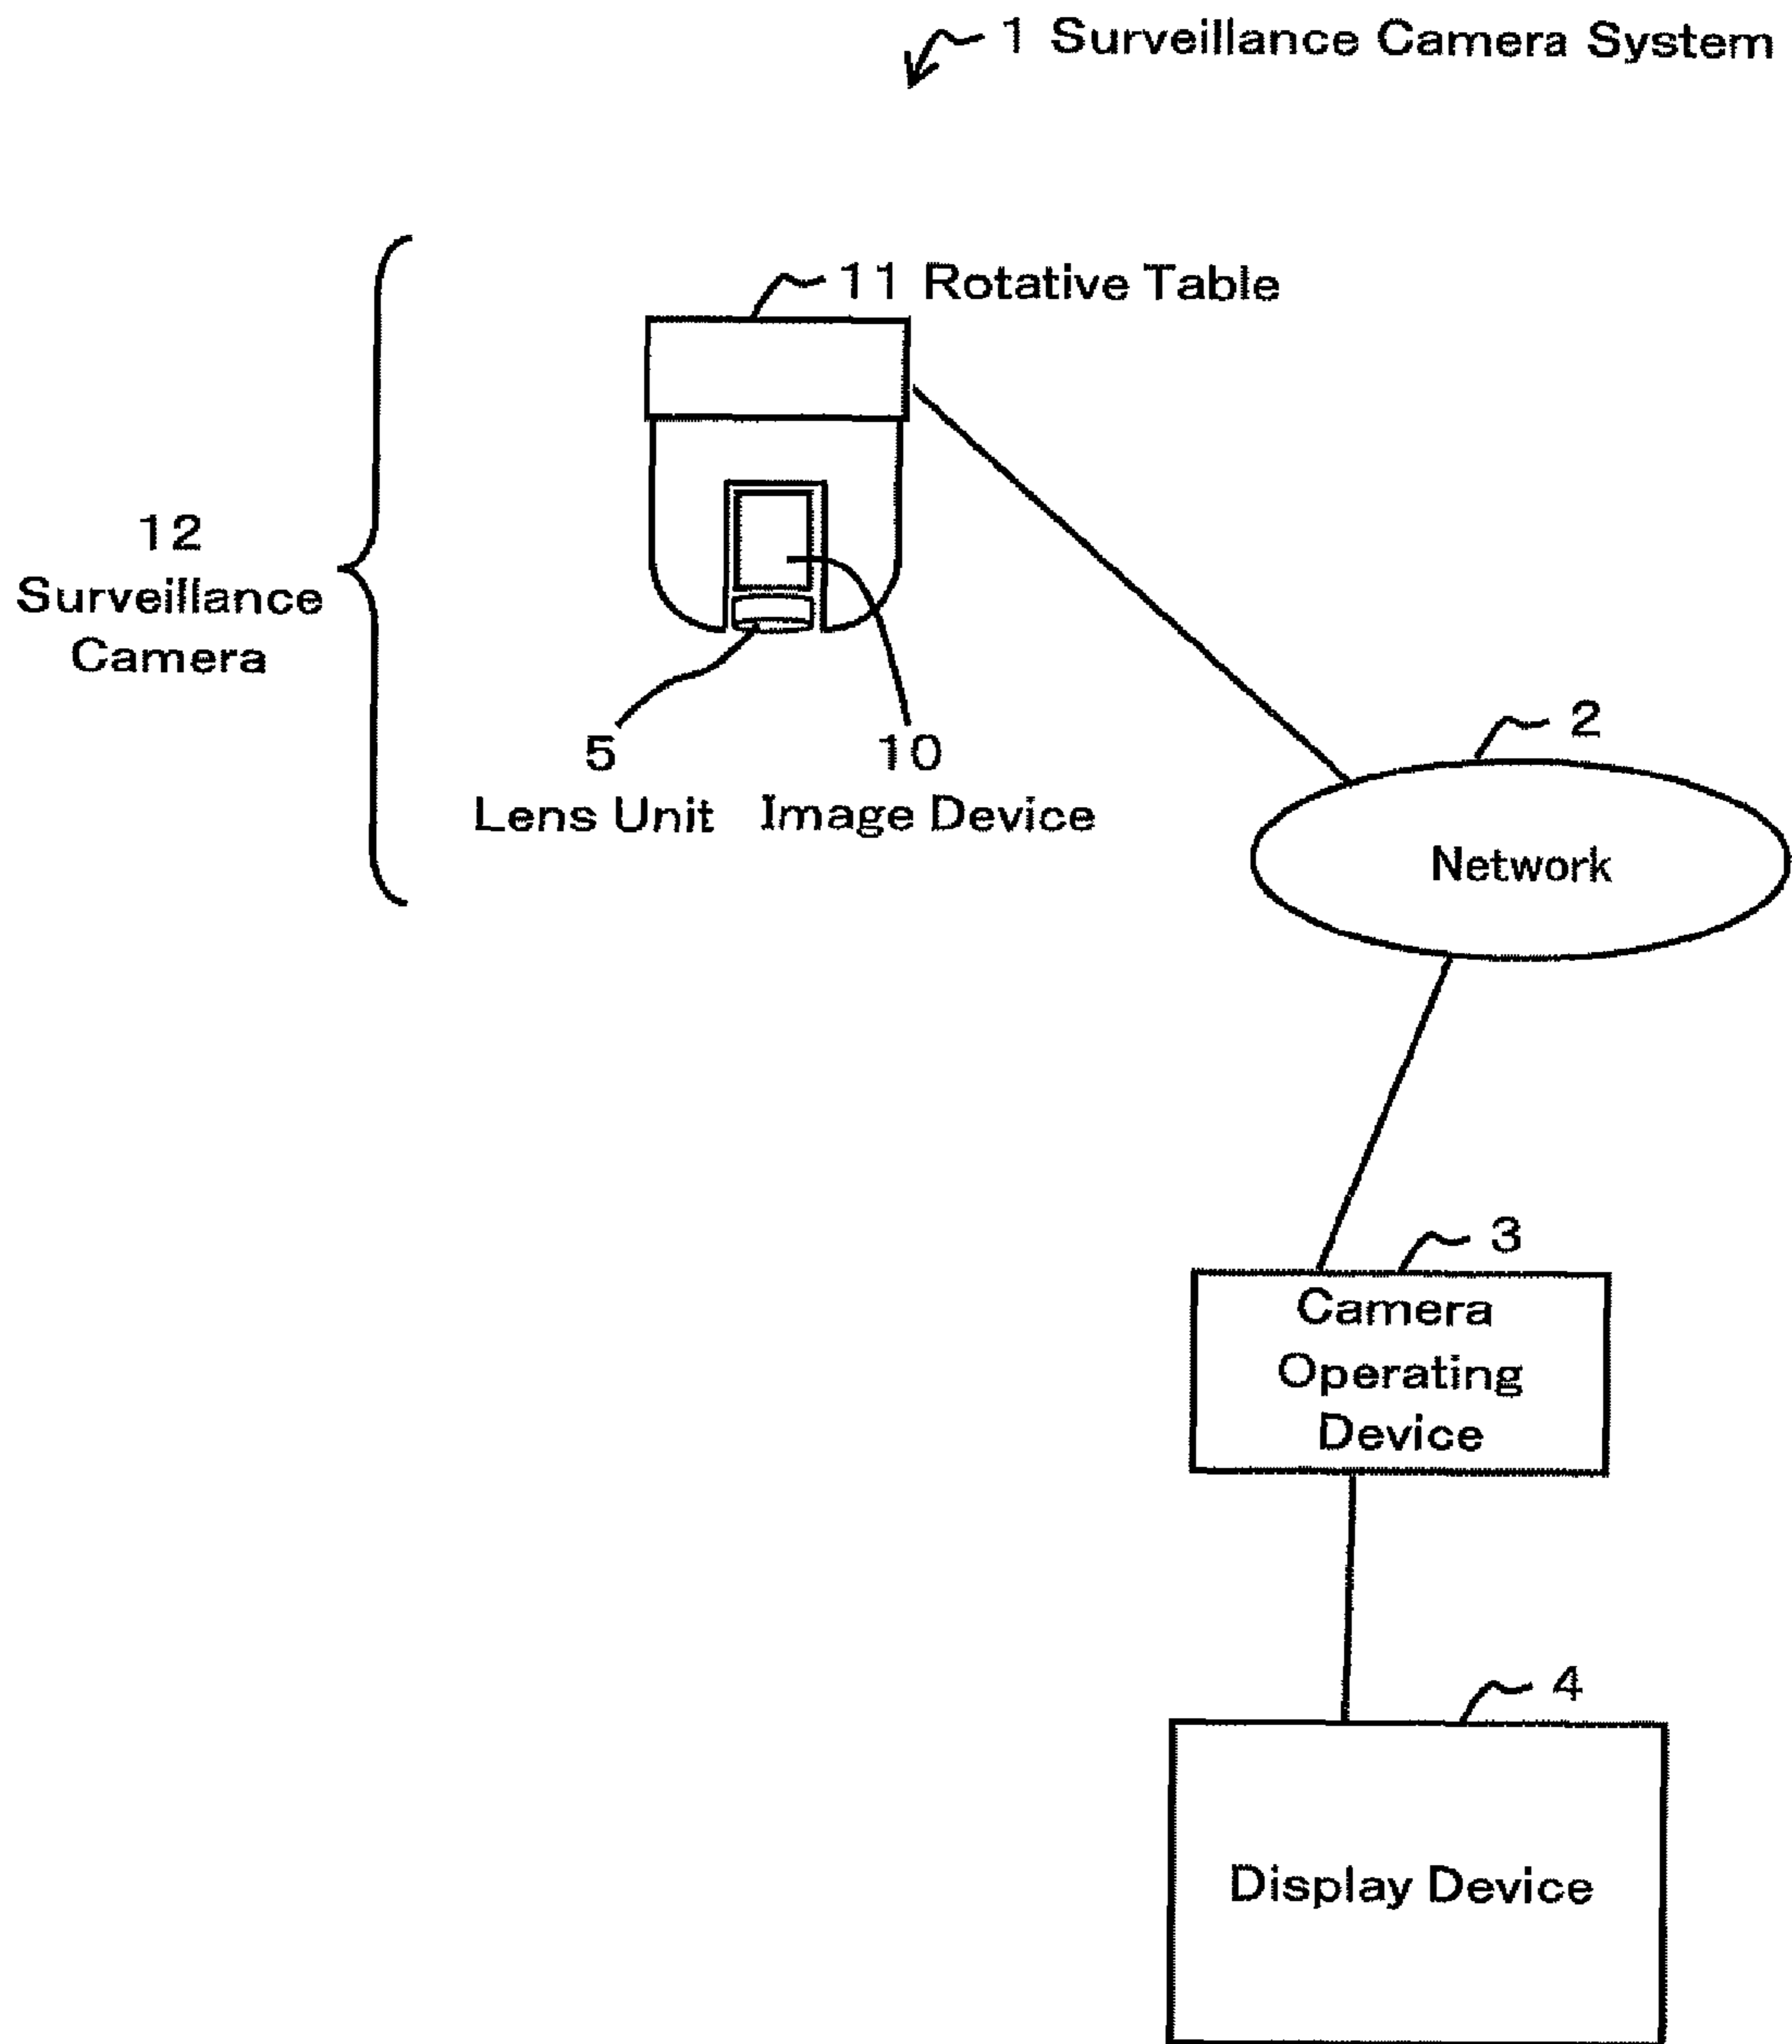 1 Surveillance Camera System
11 Rotative Table
12
Surveillance
Camera
5
Lens Unit
10
Image Device
2
Network
3
Camera
Operating
Device
4
Display Device